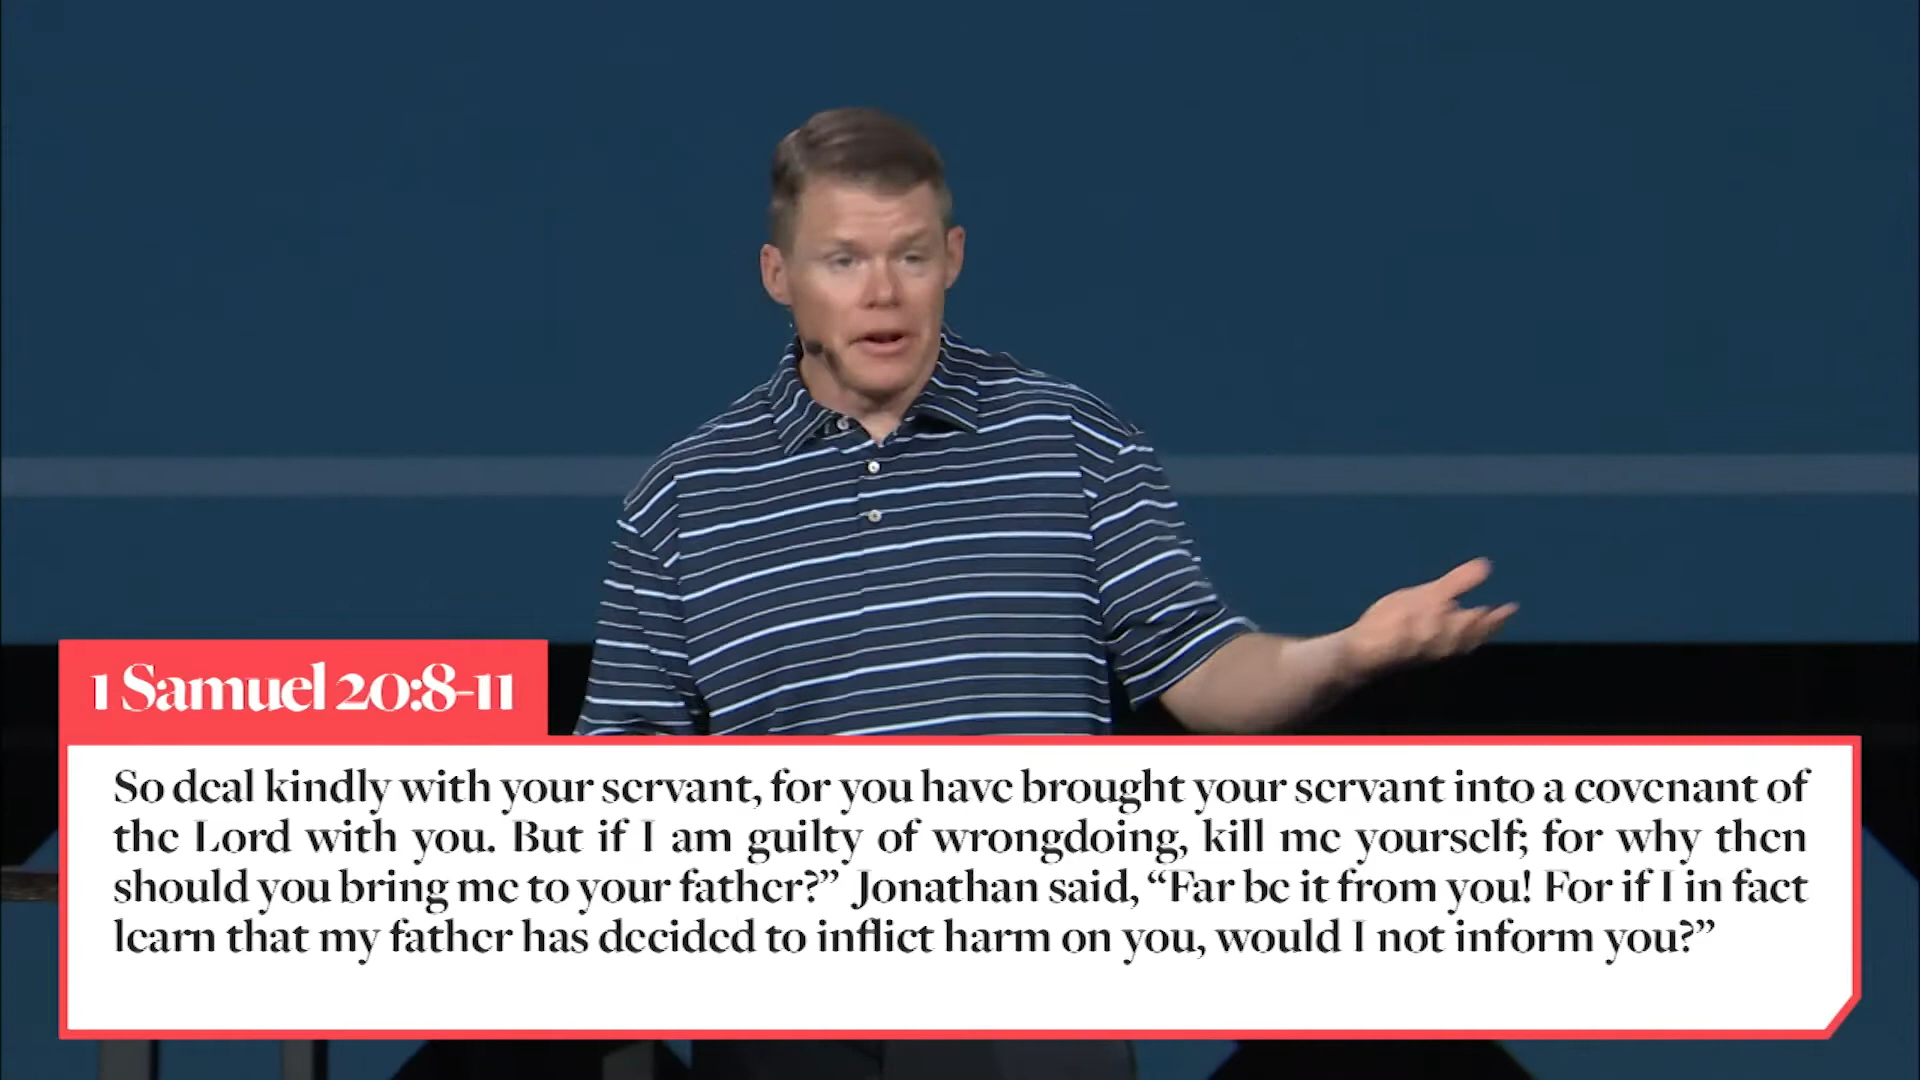 1 Samuel 20:8-11
So deal kindly with your servant, for you have brought your servant into a covenant of
the Lord with you. But if I am guilty of wrongdoing, kill me yourself; for why then
should you bring me to your father?” Jonathan said, “Far be it from you! For if I in fact
learn that my father has decided to inflict harm on you, would I not inform you?”